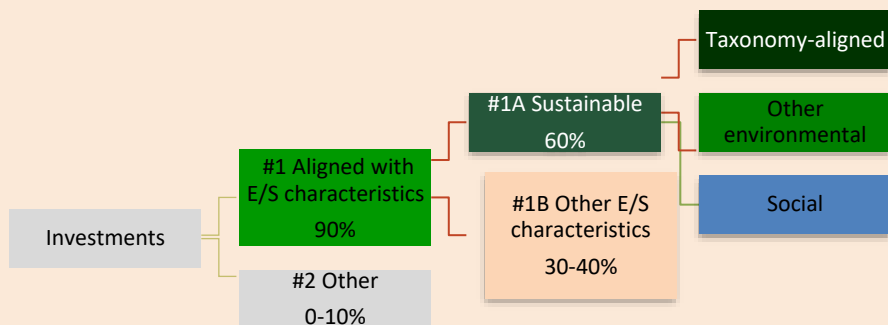 Investments
#1 Aligned with
E/S characteristics
90%
#2 Other
0-10%
#1A Sustainable
60%
#1B Other E/S
characteristics
30-40%
Taxonomy-aligned
Other
environmental
Social